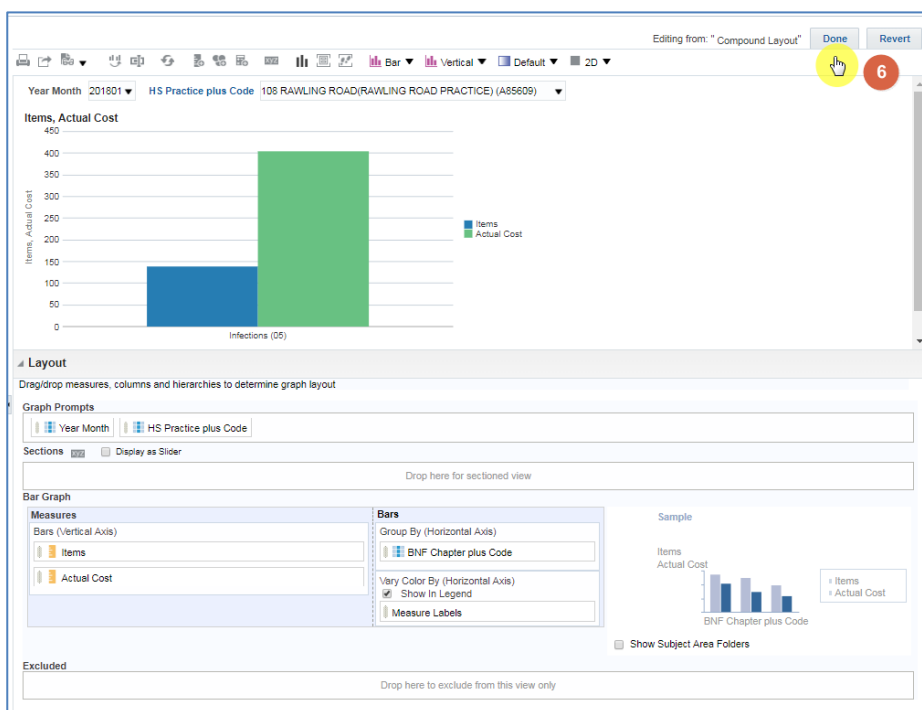 Editing from: " Compound Layout"
Done
Revert
Bar
Vertical
Default
2D
6
Year Month 201801 HS Practice plus Code 108 RAWLING ROAD(RAWLING ROAD PRACTICE) (A85609)
Items, Actual Cost
450
400
350
300
250
200
150
100
50
0
Items, Actual Cost
Infections (05)
Items
Actual Cost
Layout
Drag/drop measures, columns and hierarchies to determine graph layout
Graph Prompts
Year Month
HS Practice plus Code
Sections
Display as Slider
Drop here for sectioned view
Bar Graph
Measures
Bars (Vertical Axis)
Items
Actual Cost
Bars
Group By (Horizontal Axis)
BNF Chapter plus Code
Vary Color By (Horizontal Axis)
Show In Legend
Measure Labels
Sample
Items
Actual Cost
BNF Chapter plus Code
Items
Actual Cost
Show Subject Area Folders
Excluded
Drop here to exclude from this view only